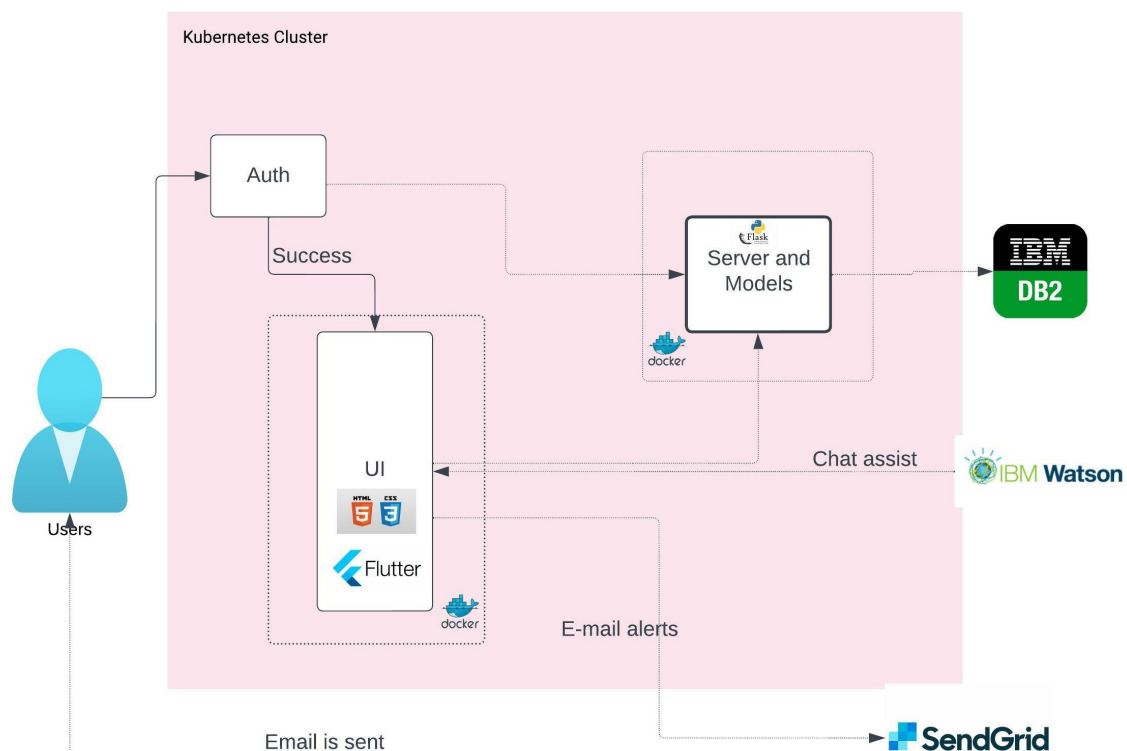 Kubernetes Cluster
Auth
Success
Flask
Server and
Models
docker
IBM
DB2
Chat assist
IBM Watson
UI
HTML
5
CSS
3
Flutter
docker
Users
E-mail alerts
Email is sent
SendGrid